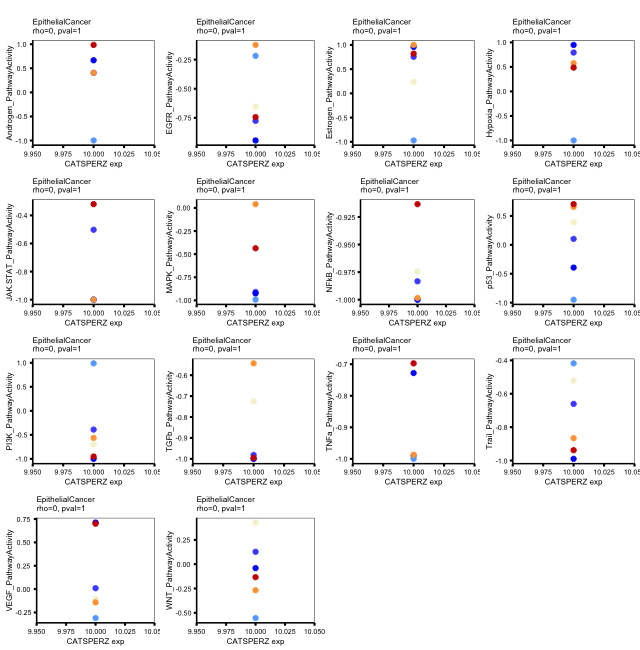 EpithelialCancer
rho=0, pval=1
Androgen_PathwayActivity
1.0
0.5
0.0
-0.5
-1.0
9.950 9.975 10.000 10.025 10.05
CATSPERZ exp
EpithelialCancer
rho=0, pval=1
EGFR_PathwayActivity
-0.25
-0.50
-0.75
9.950 9.975 10.000 10.025 10.05
CATSPERZ exp
EpithelialCancer
rho=0, pval=1
Estrogen_PathwayActivity
1.0
0.5
0.0
-0.5
-1.0
9.950 9.975 10.000 10.025 10.05
CATSPERZ exp
EpithelialCancer
rho=0, pval=1
Hypoxia_PathwayActivity
1.0
0.5
0.0
-0.5
-1.0
9.950 9.975 10.000 10.025 10.05
CATSPERZ exp
EpithelialCancer
rho=0, pval=1
JAK.STAT_PathwayActivity
-0.4
-0.6
-0.8
-1.0
9.950 9.975 10.000 10.025 10.05
CATSPERZ exp
EpithelialCancer
rho=0, pval=1
MAPK_PathwayActivity
0.00
-0.25
-0.50
-0.75
-1.00
9.950 9.975 10.000 10.025 10.05
CATSPERZ exp
EpithelialCancer
rho=0, pval=1
NFkB_PathwayActivity
-0.925
-0.950
-0.975
-1.000
9.950 9.975 10.000 10.025 10.05
CATSPERZ exp
EpithelialCancer
rho=0, pval=1
p53_PathwayActivity
0.5
0.0
-0.5
-1.0
9.950 9.975 10.000 10.025 10.05
CATSPERZ exp
EpithelialCancer
rho=0, pval=1
PI3K_PathwayActivity
1.0
0.5
0.0
-0.5
-1.0
9.950 9.975 10.000 10.025 10.05
CATSPERZ exp
EpithelialCancer
rho=0, pval=1
TGFb_PathwayActivity
-0.6
-0.7
-0.8
-0.9
-1.0
9.950 9.975 10.000 10.025 10.05
CATSPERZ exp
EpithelialCancer
rho=0, pval=1
TNFa_PathwayActivity
-0.7
-0.8
-0.9
-1.0
9.950 9.975 10.000 10.025 10.05
CATSPERZ exp
EpithelialCancer
rho=0, pval=1
Trail_PathwayActivity
-0.4
-0.6
-0.8
-1.0
9.950 9.975 10.000 10.025 10.05
CATSPERZ exp
EpithelialCancer
rho=0, pval=1
VEGF_PathwayActivity
0.75
0.50
0.25
0.00
-0.25
9.950 9.975 10.000 10.025 10.05
CATSPERZ exp
EpithelialCancer
rho=0, pval=1
WNT_PathwayActivity
0.25
0.00
-0.25
-0.50
9.950 9.975 10.000 10.025 10.050
CATSPERZ exp